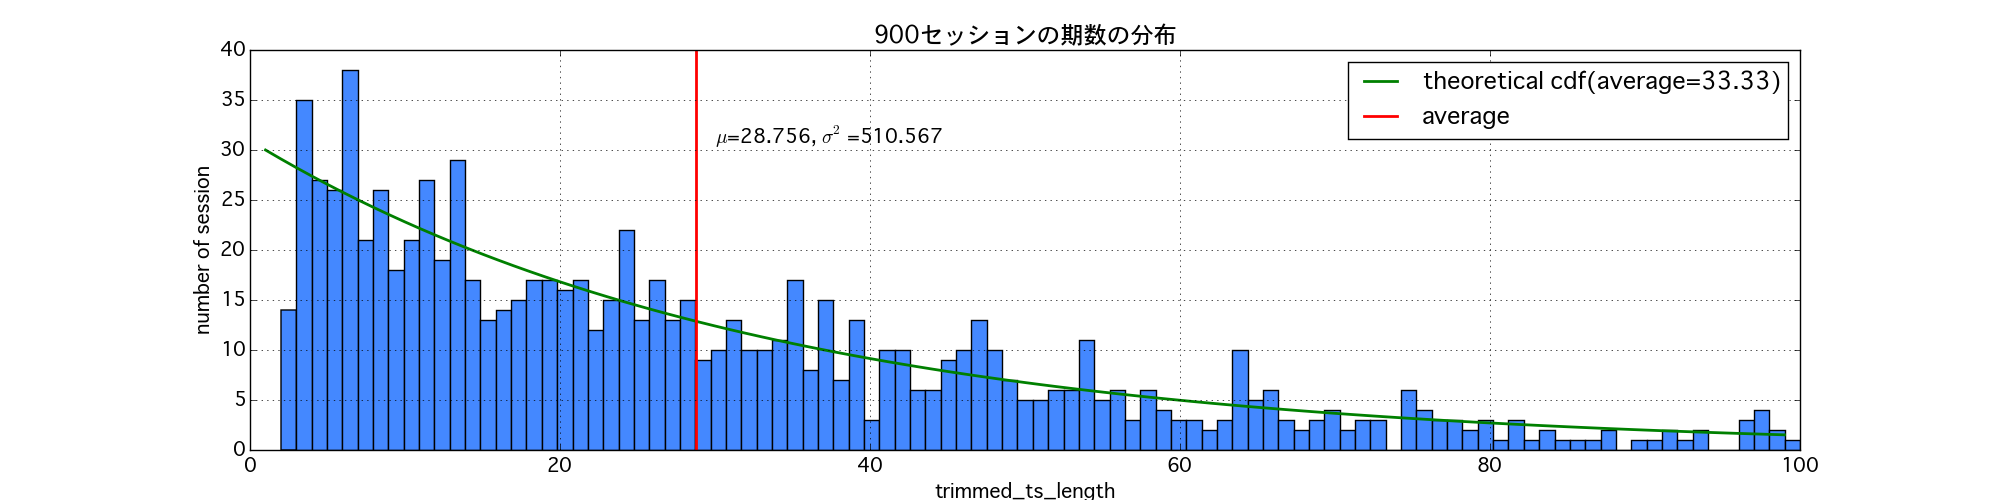 900セッションの期数の分布
theoretical cdf(average=33.33)
average
μ=28.756, σ² =510.567
number of session
40
35
30
25
20
15
10
5
0
0 20 40 60 80 100
trimmed_ts_length